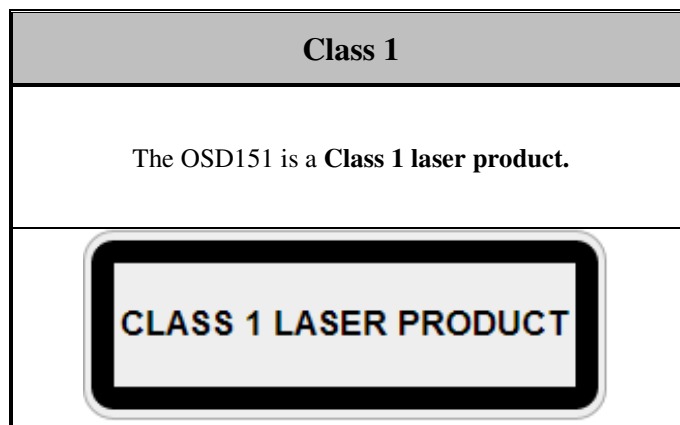 Class 1
The OSD151 is a Class 1 laser product.
CLASS 1 LASER PRODUCT